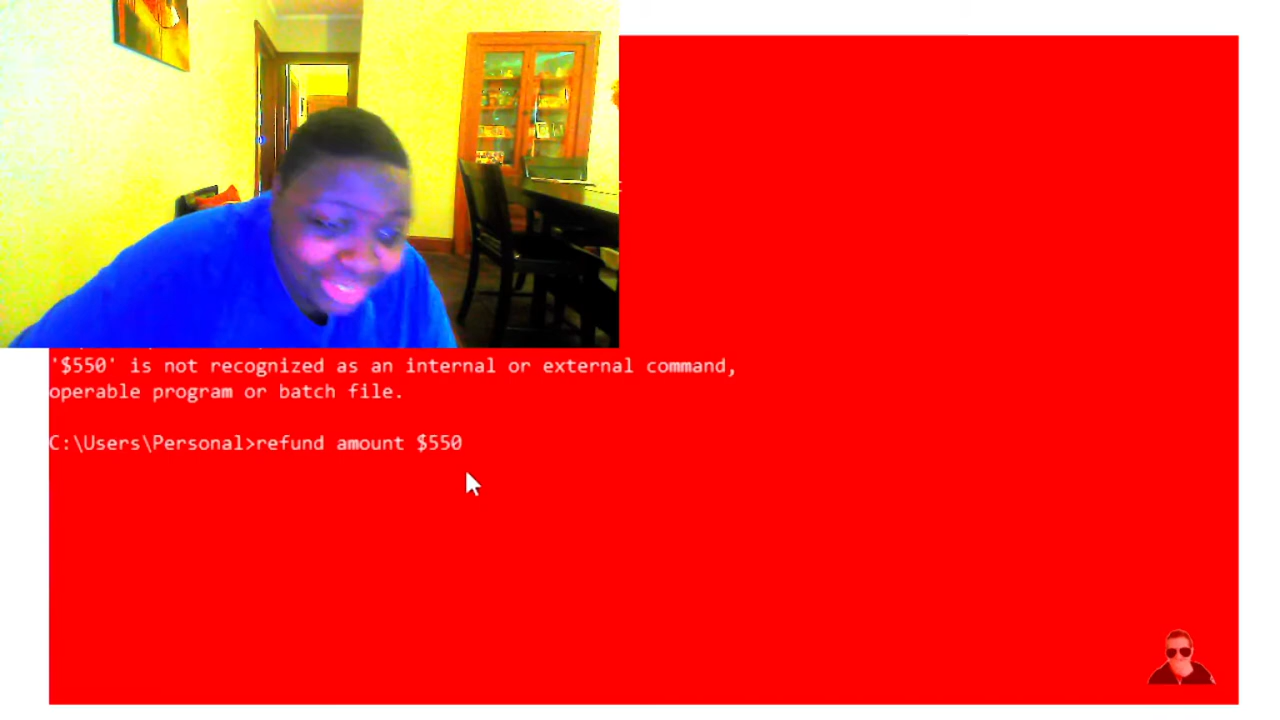 '$550' is not recognized as an internal or external command,
operable program or batch file.
C:\Users\Personal>refund amount $550